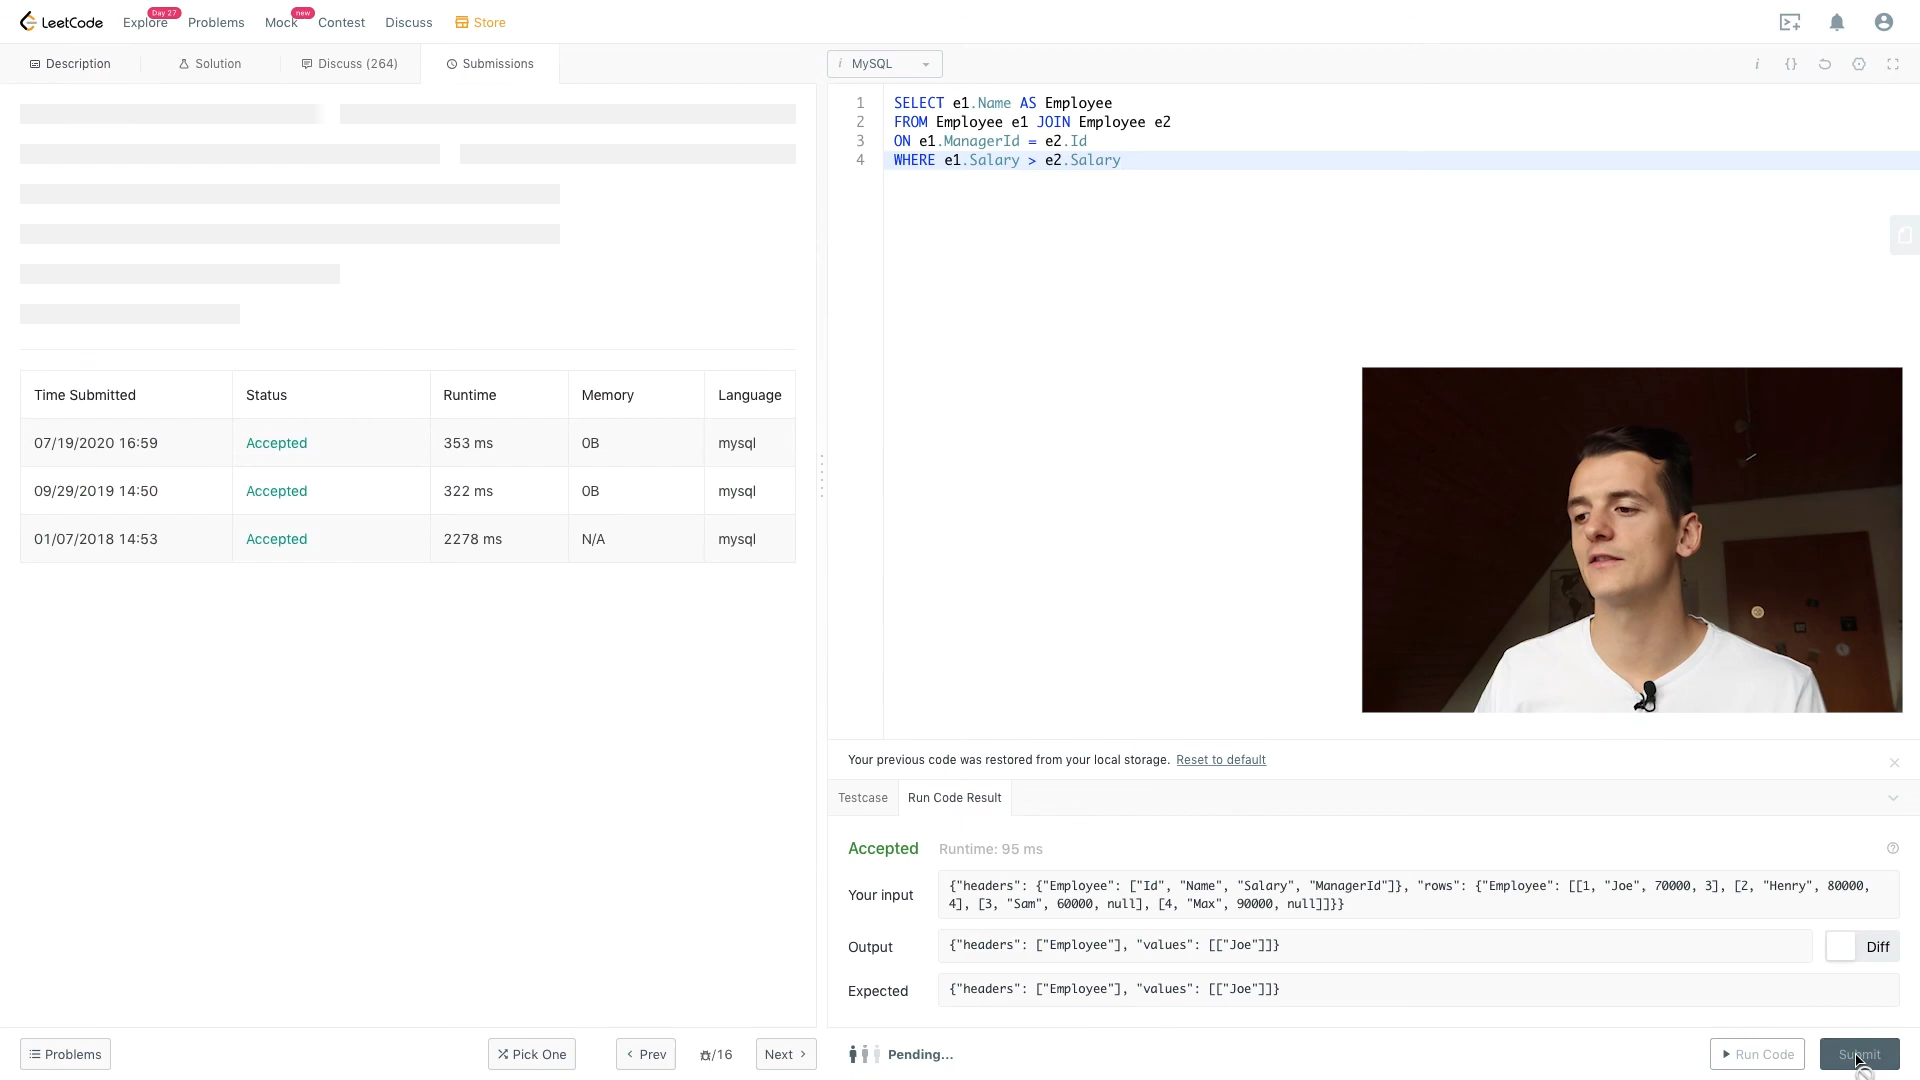 LeetCode
Explore
Day 27
Problems
Mock
new
Contest
Discuss
Store
Description
Solution
Discuss (264)
Submissions
Time Submitted Status Runtime Memory Language
07/19/2020 16:59 Accepted 353 ms 0B mysql
09/29/2019 14:50 Accepted 322 ms 0B mysql
01/07/2018 14:53 Accepted 2278 ms N/A mysql
Problems
Pick One
Prev
/16
Next
i MySQL
i {}
1 SELECT e1.Name AS Employee
2 FROM Employee e1 JOIN Employee e2
3 ON e1.ManagerId = e2.Id
4 WHERE e1.Salary > e2.Salary
Your previous code was restored from your local storage. Reset to default
Testcase
Run Code Result
Accepted Runtime: 95 ms
Your input
{"headers": {"Employee": ["Id", "Name", "Salary", "ManagerId"]}, "rows": {"Employee": [[1, "Joe", 70000, 3], [2, "Henry", 80000,
4], [3, "Sam", 60000, null], [4, "Max", 90000, null]]}}
Output
{"headers": ["Employee"], "values": [["Joe"]]}
Diff
Expected
{"headers": ["Employee"], "values": [["Joe"]]}
Pending...
Run Code
Submit